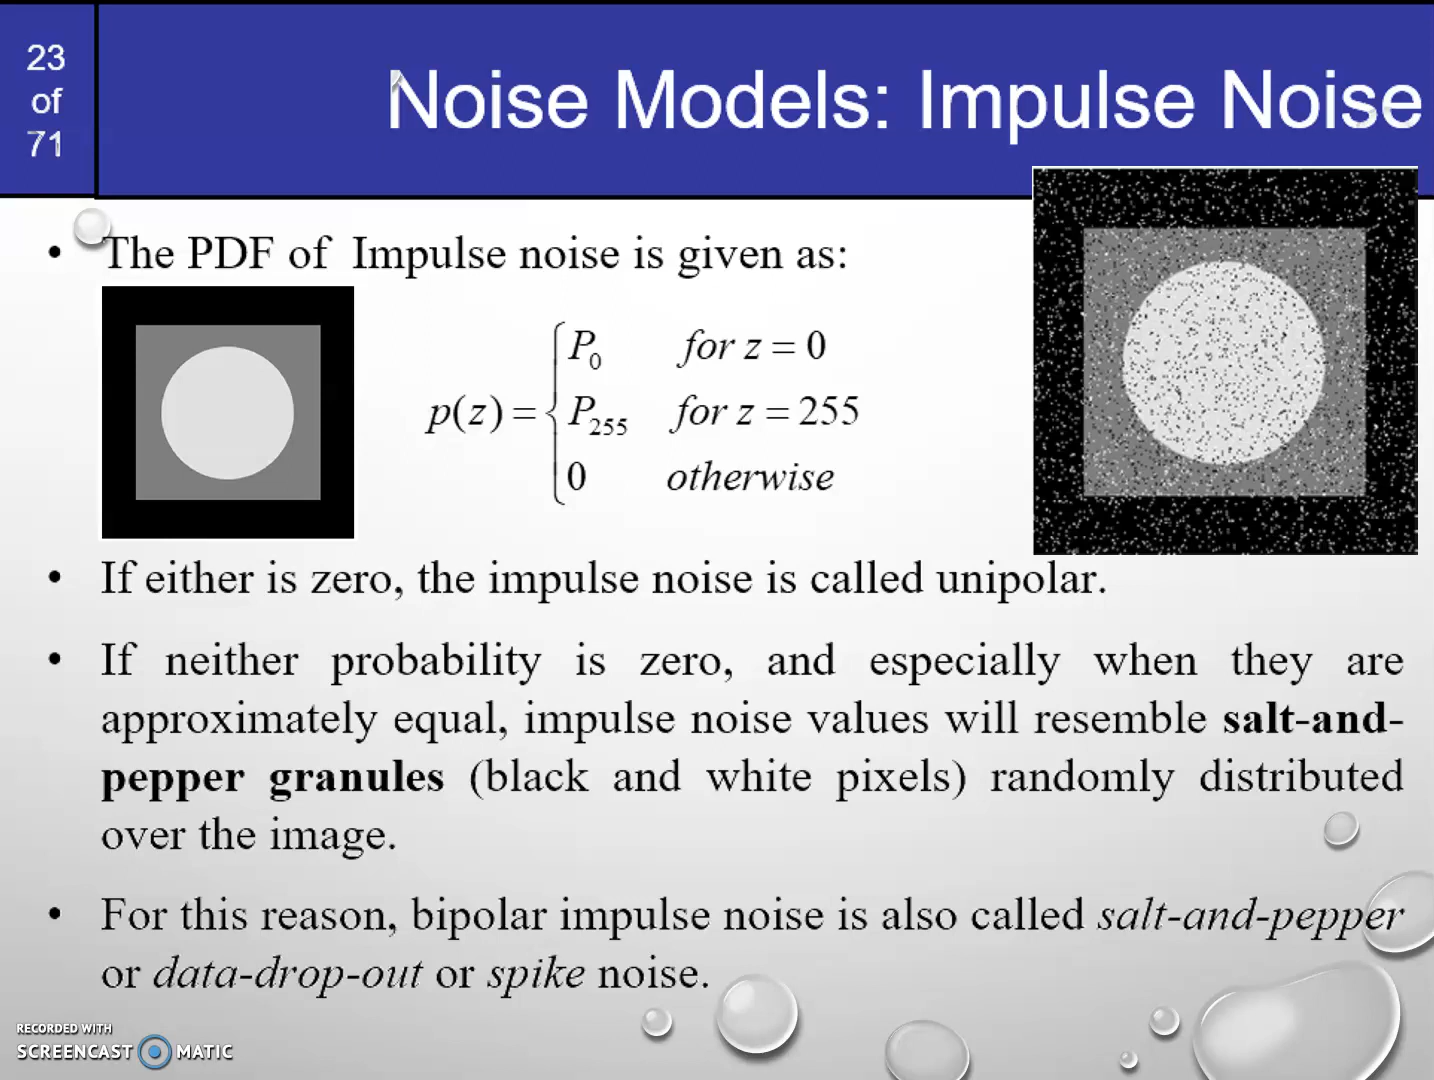 23
of
71
Noise Models: Impulse Noise
• The PDF of Impulse noise is given as:
p(z) = { P₀ for z = 0
P₂₅₅ for z = 255
0 otherwise
• If either is zero, the impulse noise is called unipolar.
• If neither probability is zero, and especially when they are
approximately equal, impulse noise values will resemble salt-and-
pepper granules (black and white pixels) randomly distributed
over the image.
• For this reason, bipolar impulse noise is also called salt-and-pepper
or data-drop-out or spike noise.
RECORDED WITH
SCREENCAST MATIC